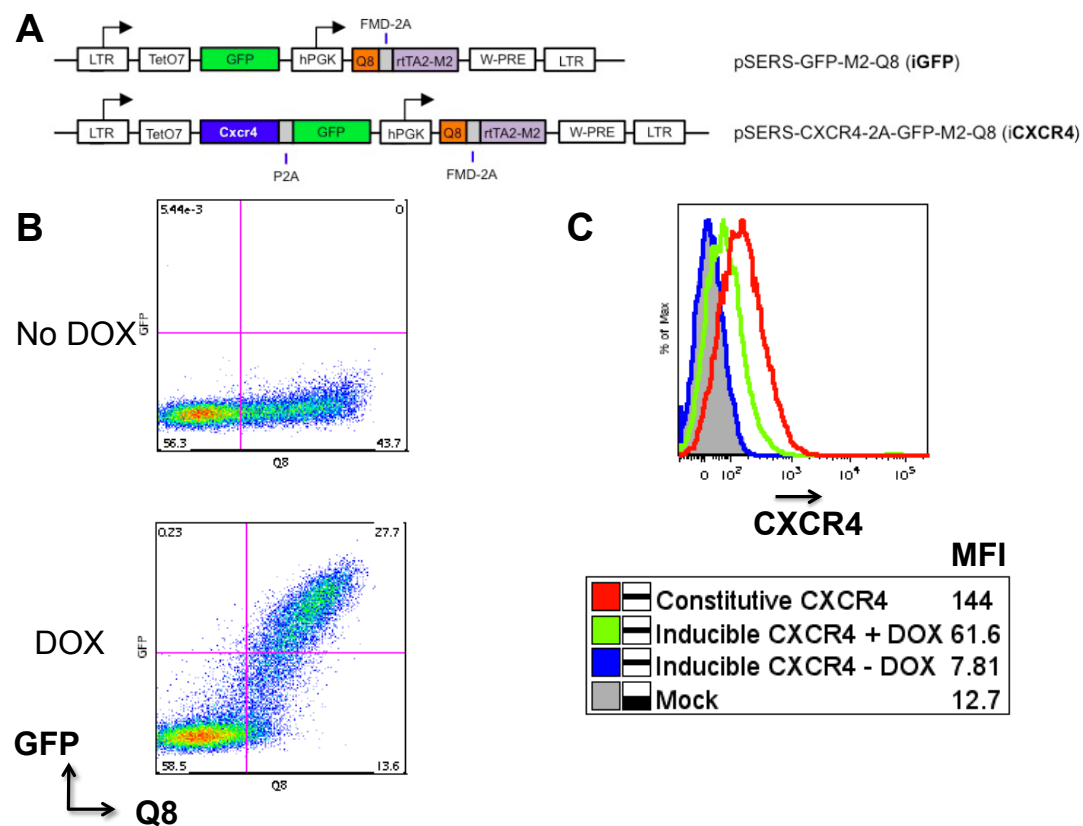 A
FMD-2A
LTR TetO7 GFP hPGK Q8 rtTA2-M2 W-PRE LTR
pSERS-GFP-M2-Q8 (iGFP)
LTR TetO7 Cxcr4 GFP hPGK Q8 rtTA2-M2 W-PRE LTR
pSERS-CXCR4-2A-GFP-M2-Q8 (iCXCR4)
P2A
FMD-2A
B
No DOX
5.44e-3 0
GFP
56.3 43.7
Q8
DOX
0.23 27.7
GFP
58.5 13.6
Q8
GFP
Q8
C
% of Max
0 10² 10³ 10⁴ 10⁵
CXCR4
MFI
Constitutive CXCR4 144
Inducible CXCR4 + DOX 61.6
Inducible CXCR4 - DOX 7.81
Mock 12.7